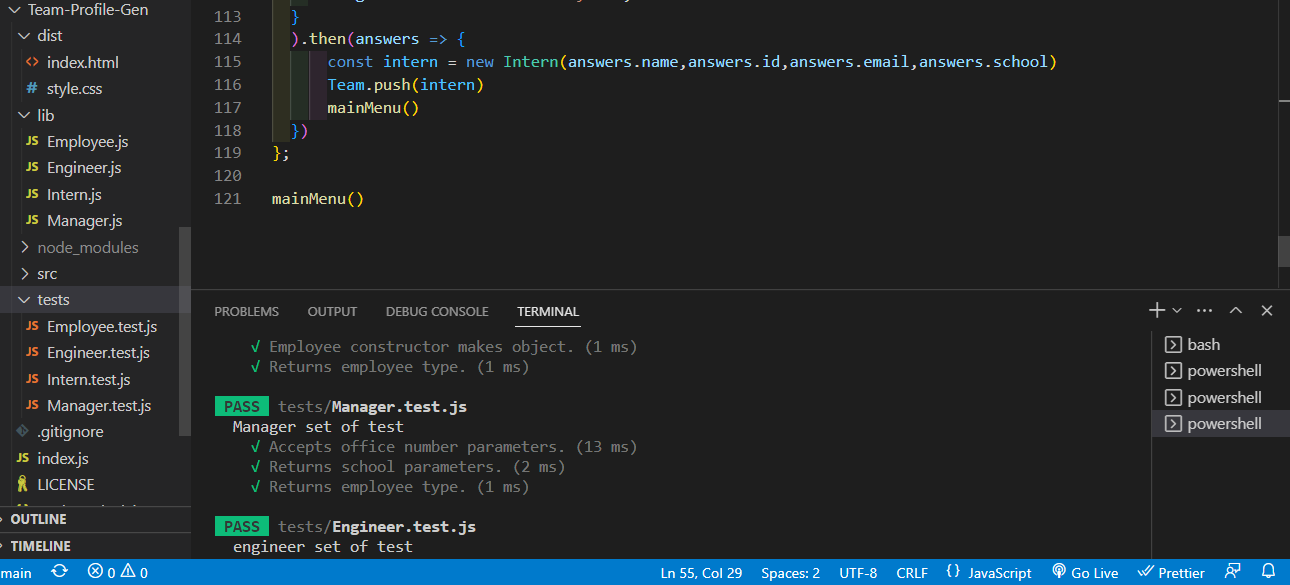 Team-Profile-Gen
dist
index.html
style.css
lib
Employee.js
Engineer.js
Intern.js
Manager.js
node_modules
src
tests
Employee.test.js
Engineer.test.js
Intern.test.js
Manager.test.js
.gitignore
index.js
LICENSE
OUTLINE
TIMELINE
113 }
114 ).then(answers => {
115 const intern = new Intern(answers.name,answers.id,answers.email,answers.school)
116 Team.push(intern)
117 mainMenu()
118 })
119 };
120
121 mainMenu()
PROBLEMS OUTPUT DEBUG CONSOLE TERMINAL
√ Employee constructor makes object. (1 ms)
√ Returns employee type. (1 ms)
PASS tests/Manager.test.js
Manager set of test
√ Accepts office number parameters. (13 ms)
√ Returns school parameters. (2 ms)
√ Returns employee type. (1 ms)
PASS tests/Engineer.test.js
engineer set of test
bash
powershell
powershell
powershell
main 0 0 Ln 55, Col 29 Spaces: 2 UTF-8 CRLF {} JavaScript Go Live Prettier